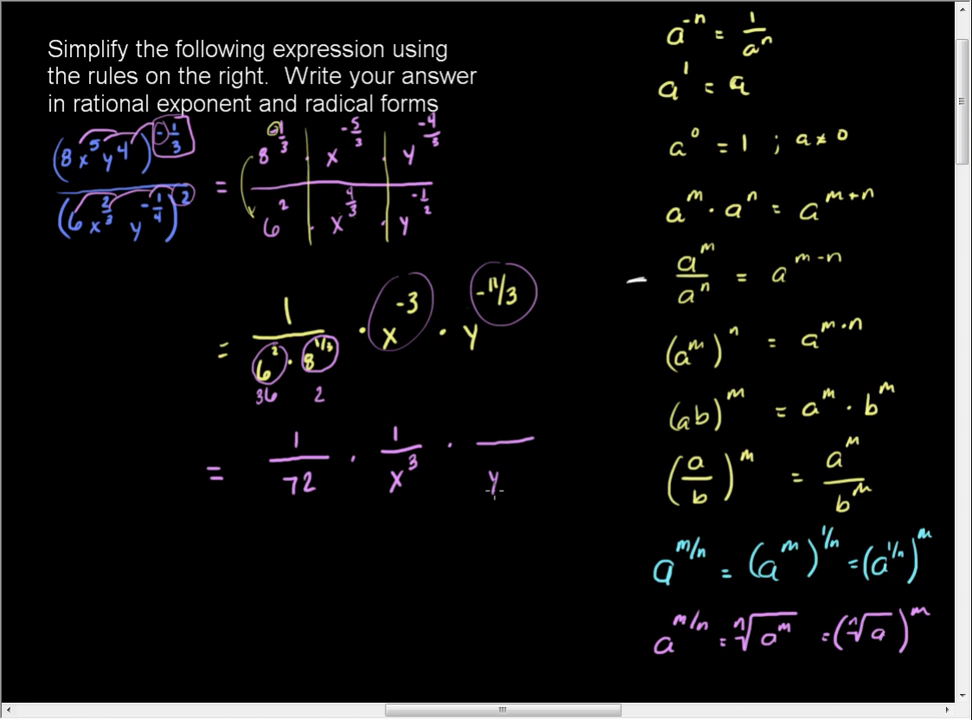 Simplify the following expression using
the rules on the right. Write your answer
in rational exponent and radical forms
(8x^5y^4)^(-1/3) / (6x^(2/3) y^(-1/4))^2 = 8^(-1/3) · x^(-5/3) · y^(-4/3) / 6^2 · x^(4/3) · y^(-1/2)
= 1/(6^2 · 8^(1/3)) · x^(-3) · y^(-11/3)
36 2
= 1/72 · 1/x^3 · /y
a^(-n) = 1/a^n
a^1 = a
a^0 = 1 ; a ≠ 0
a^m · a^n = a^(m+n)
- a^m/a^n = a^(m-n)
(a^m)^n = a^(m·n)
(ab)^m = a^m · b^m
(a/b)^m = a^m/b^m
a^(m/n) = (a^m)^(1/n) = (a^(1/n))^m
a^(m/n) = ⁿ√(a^m) = (ⁿ√a)^m